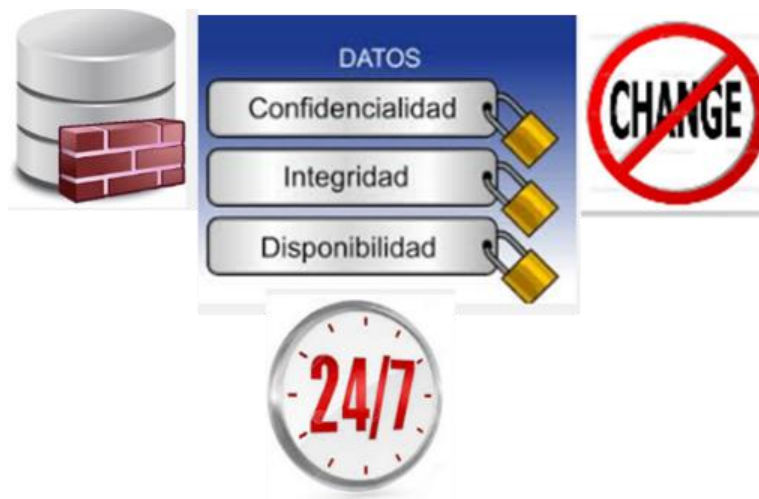 DATOS
Confidencialidad
Integridad
Disponibilidad
CHANGE
24/7